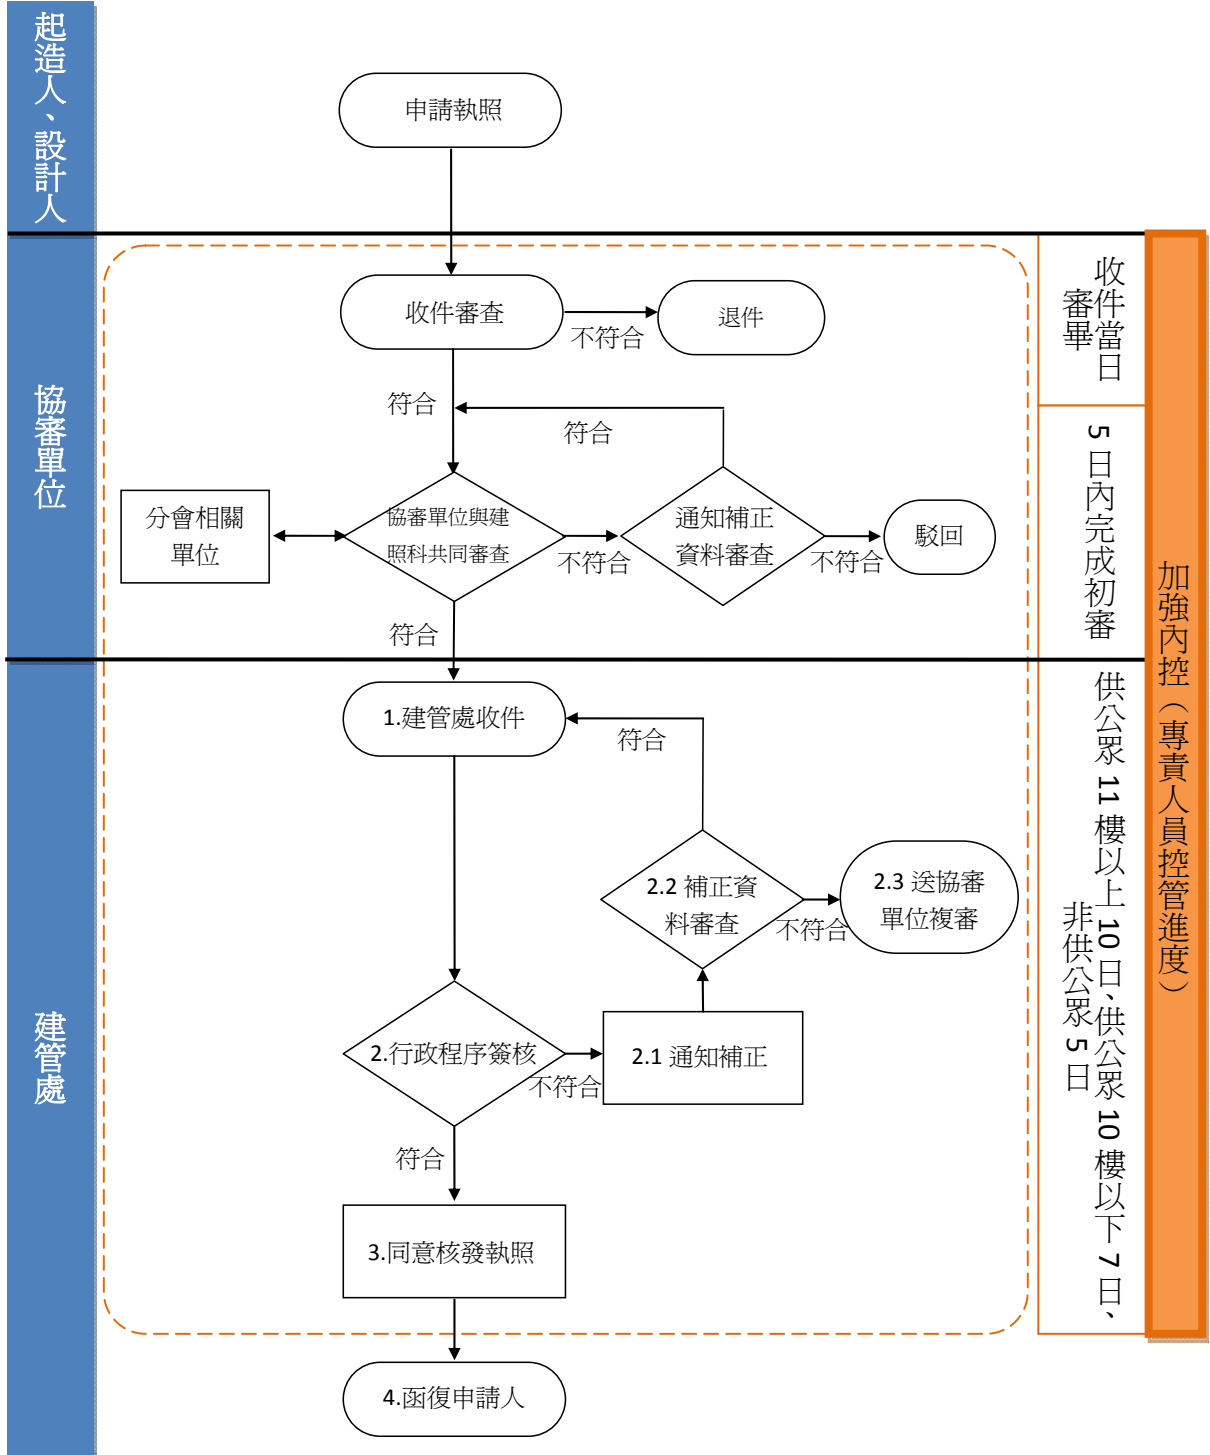 起造人、設計人
申請執照
協審單位
收件審查
不符合
退件
符合
符合
分會相關
單位
協審單位與建
照科共同審查
不符合
通知補正
資料審查
不符合
駁回
符合
收件當日
審畢
5日內完成初審
建管處
1.建管處收件
符合
2.2 補正資
料審查
不符合
2.3 送協審
單位複審
2.行政程序簽核
不符合
2.1 通知補正
符合
3.同意核發執照
4.函復申請人
供公眾 11 樓以上 10 日、供公眾 10 樓以下 7 日、
非供公眾 5 日
加強內控（專責人員控管進度）